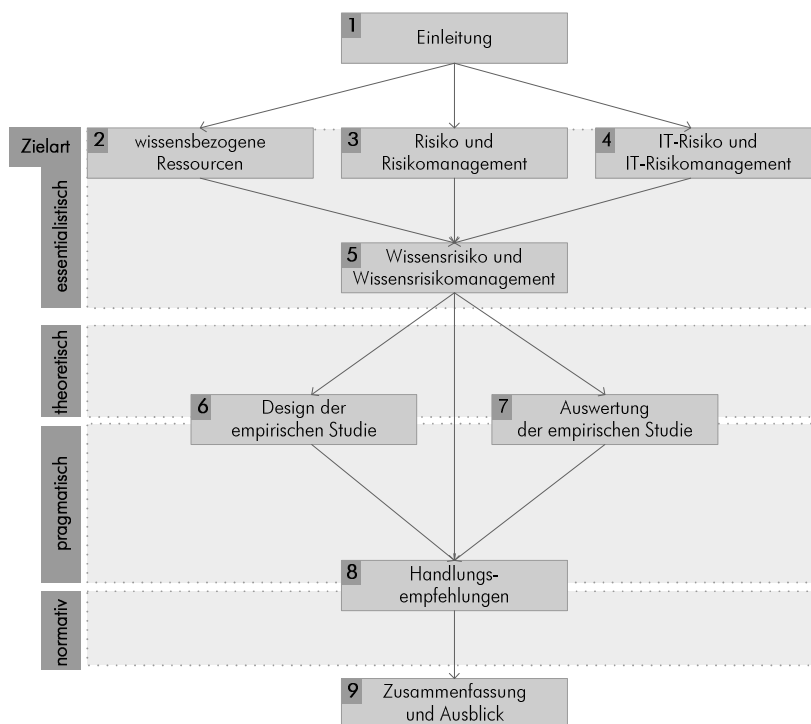 1
Einleitung
Zielart
2
wissensbezogene
Ressourcen
3
Risiko und
Risikomanagement
4
IT-Risiko und
IT-Risikomanagement
essentialistisch
5
Wissensrisiko und
Wissensrisikomanagement
theoretisch
6
Design der
empirischen Studie
7
Auswertung
der empirischen Studie
pragmatisch
8
Handlungs-
empfehlungen
normativ
9
Zusammenfassung
und Ausblick